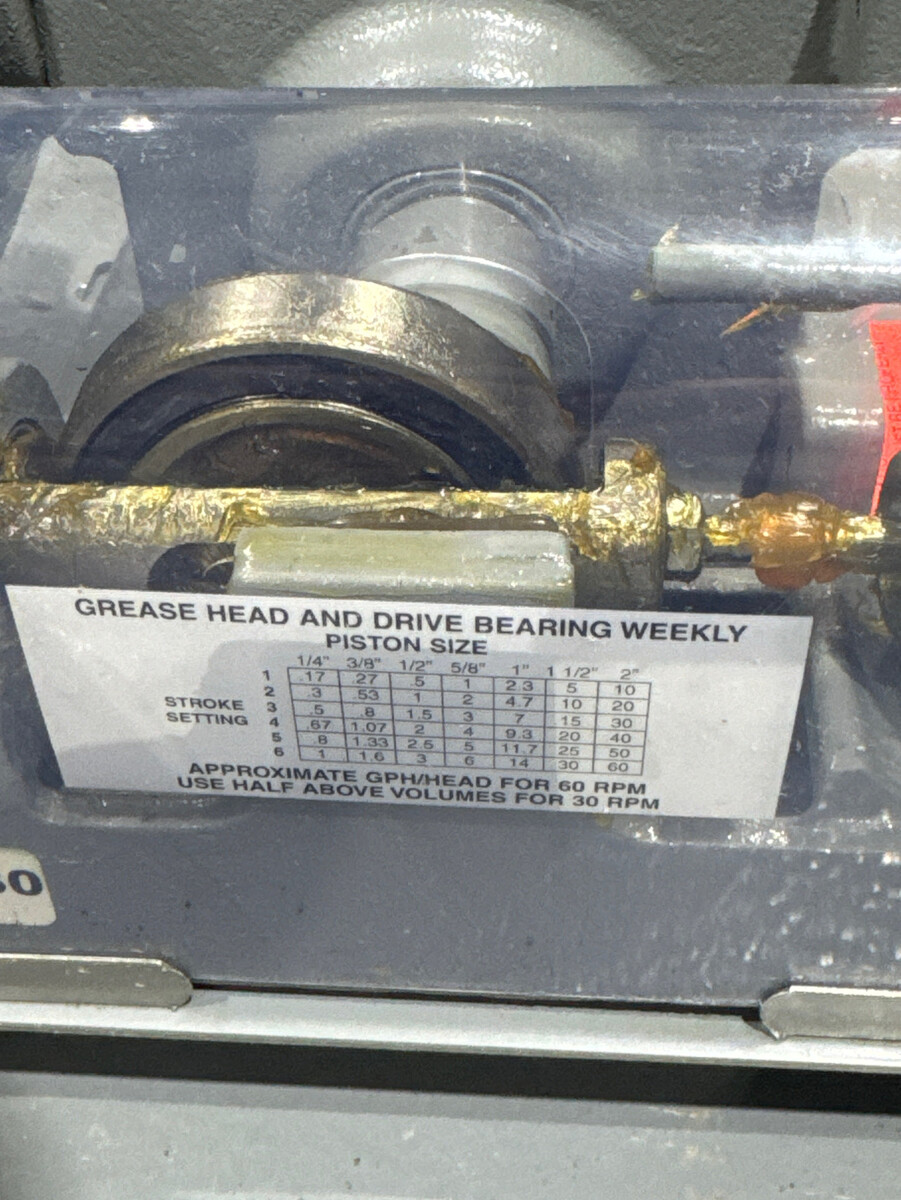 GREASE HEAD AND DRIVE BEARING WEEKLY
PISTON SIZE
1/4" 3/8" 1/2" 5/8" 1" 1 1/2" 2"
1 .17 .27 .5 1 2.3 5 10
2 .3 .53 1 2 4.7 10 20
STROKE 3 .5 .8 1.5 3 7 15 30
SETTING 4 .67 1.07 2 4 9.3 20 40
5 .8 1.33 2.5 5 11.7 25 50
6 1 1.6 3 6 14 30 60
APPROXIMATE GPH/HEAD FOR 60 RPM
USE HALF ABOVE VOLUMES FOR 30 RPM